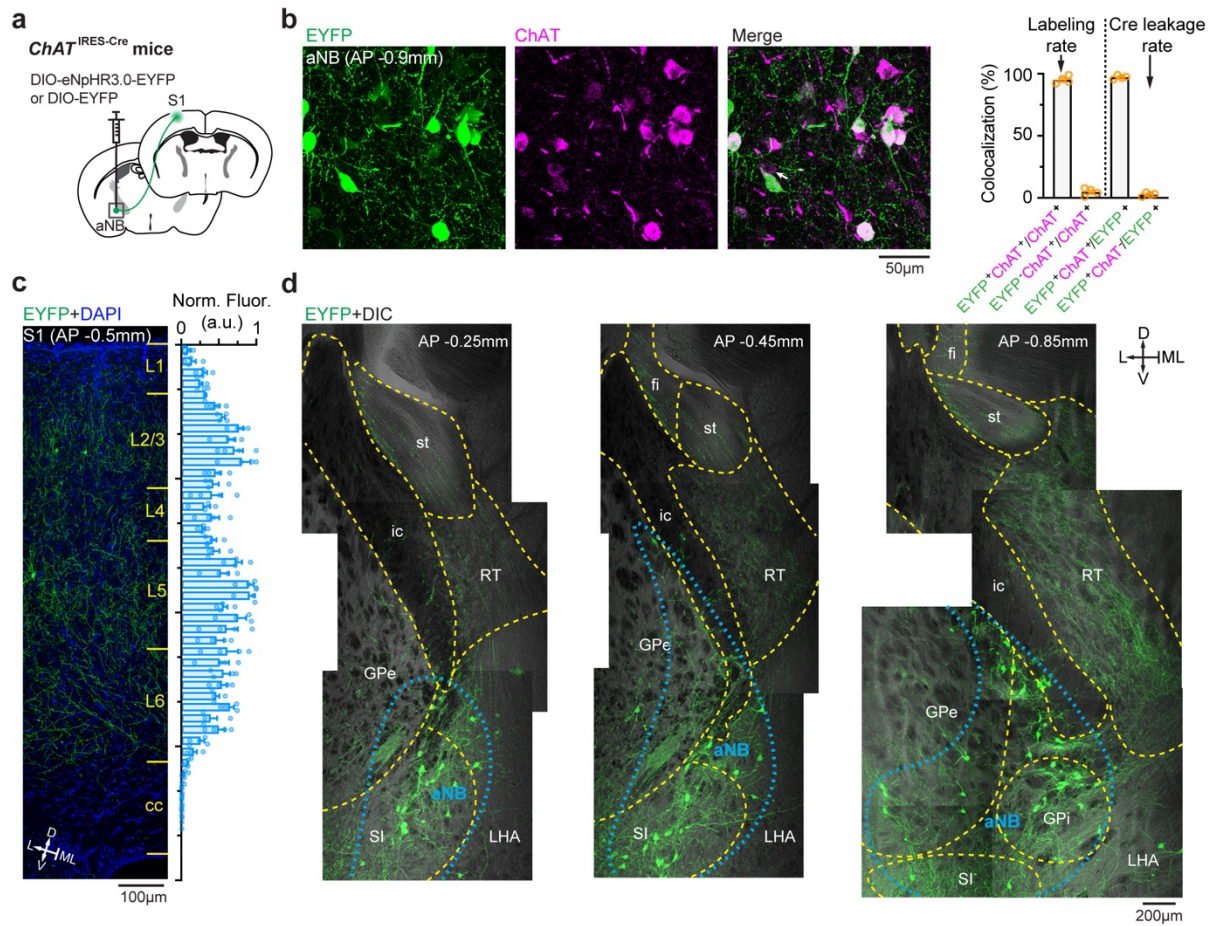 a
ChAT IRES-Cre mice
DIO-eNpHR3.0-EYFP
or DIO-EYFP
S1
aNB
b
EYFP
aNB (AP -0.9mm)
ChAT
Merge
50μm
Labeling
rate
Cre leakage
rate
Colocalization (%)
100
50
0
EYFP+ChAT+/ChAT+
EYFP-ChAT+/ChAT+
EYFP+ChAT+/EYFP+
EYFP+ChAT-/EYFP+
c
EYFP+DAPI
S1 (AP -0.5mm)
Norm. Fluor.
(a.u.)
0 1
L1
L2/3
L4
L5
L6
cc
D
L ML
V
100μm
d
EYFP+DIC
AP -0.25mm
st
ic
RT
GPe
aNB
SI
LHA
AP -0.45mm
fi
st
ic
RT
GPe
aNB
SI
LHA
AP -0.85mm
fi
st
ic
RT
GPe
aNB
GPi
SI
LHA
D
L ML
V
200μm